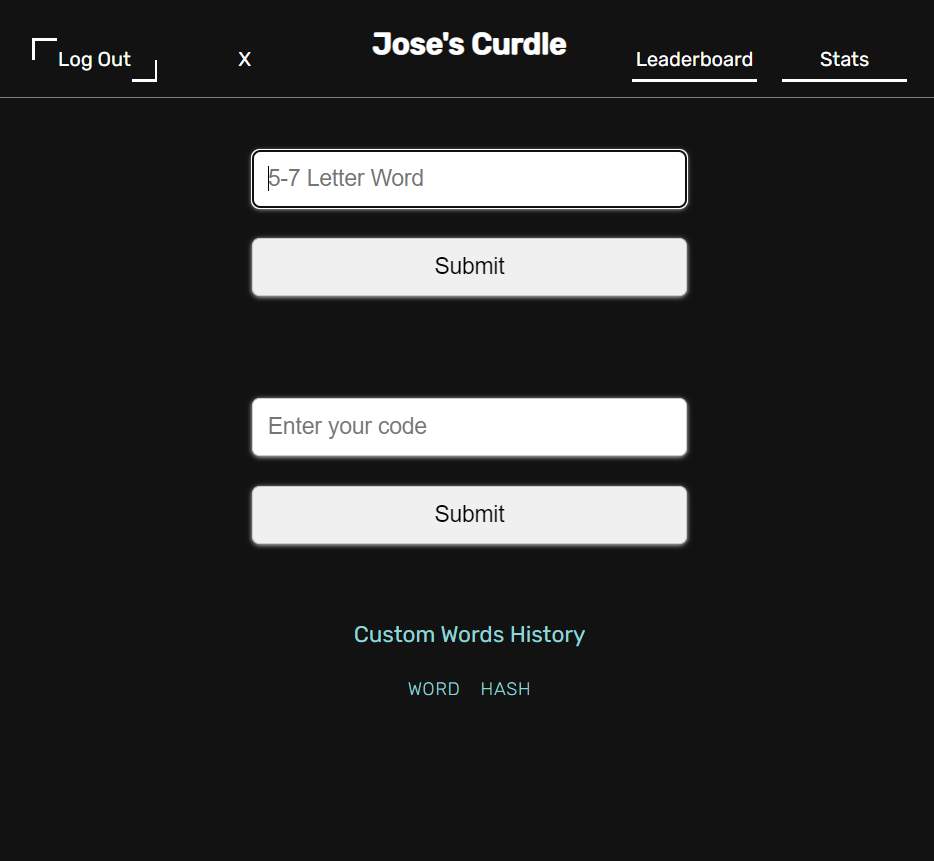 Log Out
X
Jose's Curdle
Leaderboard
Stats
5-7 Letter Word
Submit
Enter your code
Submit
Custom Words History
WORD HASH